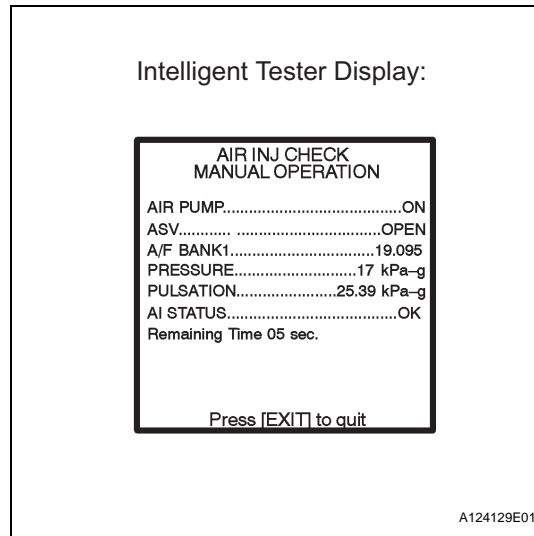 Intelligent Tester Display:
AIR INJ CHECK
MANUAL OPERATION
AIR PUMP.........................................ON
ASV............ .................................OPEN
A/F BANK1.................................19.095
PRESSURE............................17 kPa–g
PULSATION.......................25.39 kPa–g
AI STATUS.......................................OK
Remaining Time 05 sec.
Press [EXIT] to quit
A124129E01